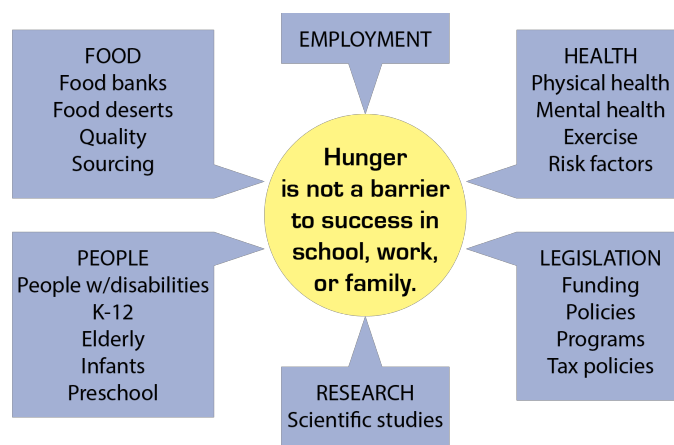 FOOD
Food banks
Food deserts
Quality
Sourcing
EMPLOYMENT
HEALTH
Physical health
Mental health
Exercise
Risk factors
Hunger
is not a barrier
to success in
school, work,
or family.
PEOPLE
People w/disabilities
K-12
Elderly
Infants
Preschool
RESEARCH
Scientific studies
LEGISLATION
Funding
Policies
Programs
Tax policies